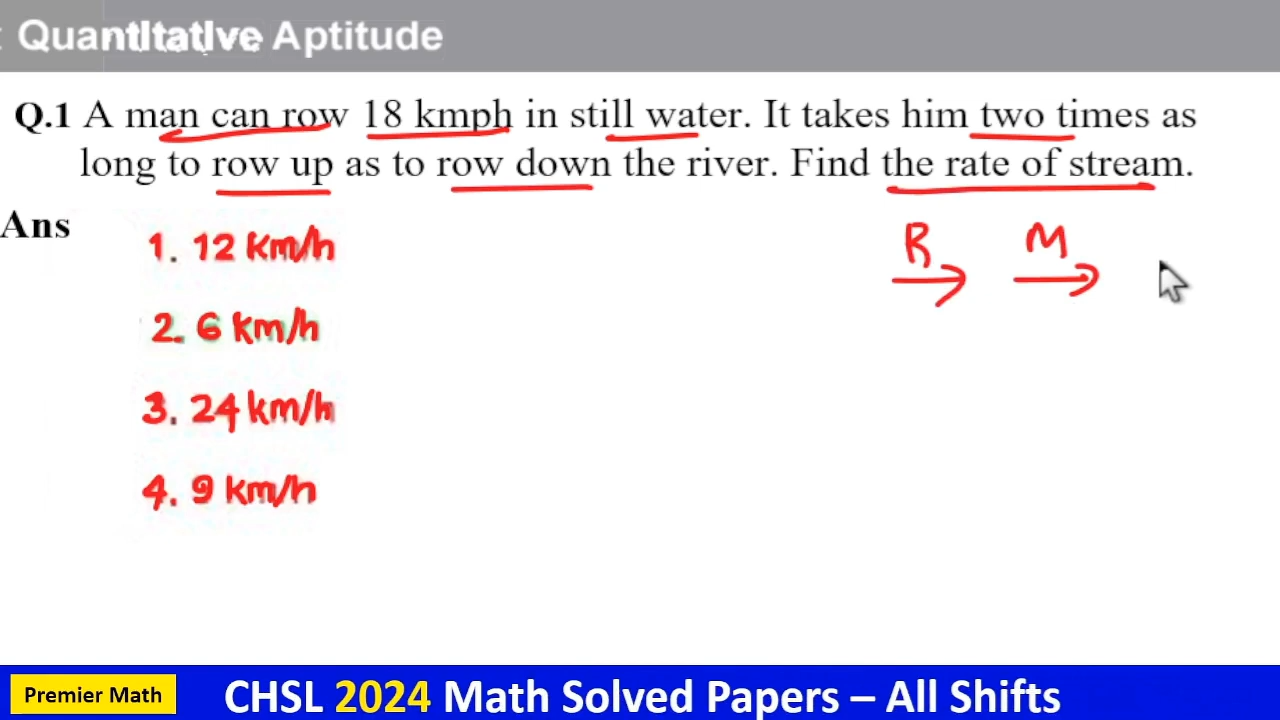 : Quantitative Aptitude
Q.1 A man can row 18 kmph in still water. It takes him two times as
long to row up as to row down the river. Find the rate of stream.
Ans
1. 12 km/h
2. 6 km/h
3. 24 km/h
4. 9 km/h
R M
Premier Math CHSL 2024 Math Solved Papers – All Shifts